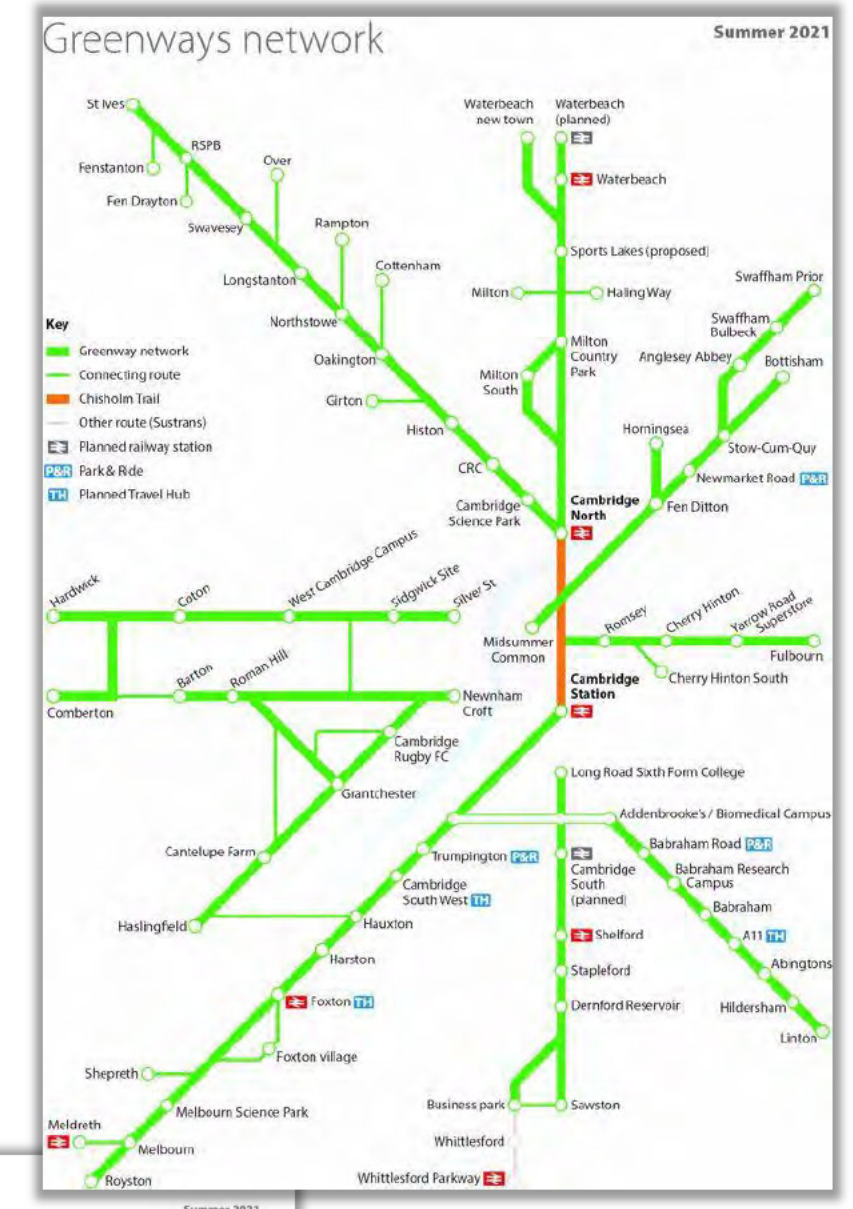 Greenways network
Summer 2021
St Ives
Waterbeach
new town
Waterbeach
(planned)
RSPB
Fenstanton
Over
Waterbeach
Fen Drayton
Swavesey
Rampton
Sports Lakes (proposed)
Longstanton
Cottenham
Milton
Haling Way
Swaffham Prior
Northstowe
Swaffham
Bulbeck
Key
Greenway network
Connecting route
Chisholm Trail
Other route (Sustrans)
Planned railway station
P&R Park & Ride
TH Planned Travel Hub
Oakington
Milton
Country
Park
Anglesey Abbey
Bottisham
Milton
South
Girton
Histon
Horningsea
Stow-Cum-Quy
CRC
Newmarket Road P&R
Cambridge
Science Park
Cambridge
North
Fen Ditton
Hardwick
Coton
West Cambridge Campus
Sidgwick Site
Silver St
Midsummer
Common
Romsey
Cherry Hinton
Yarrow Road
Superstore
Fulbourn
Cherry Hinton South
Comberton
Barton
Roman Hill
Newnham
Croft
Cambridge
Station
Cambridge
Rugby FC
Grantchester
Long Road Sixth Form College
Addenbrooke's / Biomedical Campus
Cantelupe Farm
Trumpington P&R
Babraham Road P&R
Cambridge
South
(planned)
Babraham Research
Campus
Cambridge
South West TH
Babraham
Haslingfield
Hauxton
Shelford
A11 TH
Harston
Stapleford
Abingtons
Foxton TH
Dernford Reservoir
Hildersham
Linton
Foxton village
Shepreth
Melbourn Science Park
Business park
Sawston
Meldreth
Melbourn
Whittlesford
Royston
Whittlesford Parkway
Summer 2021